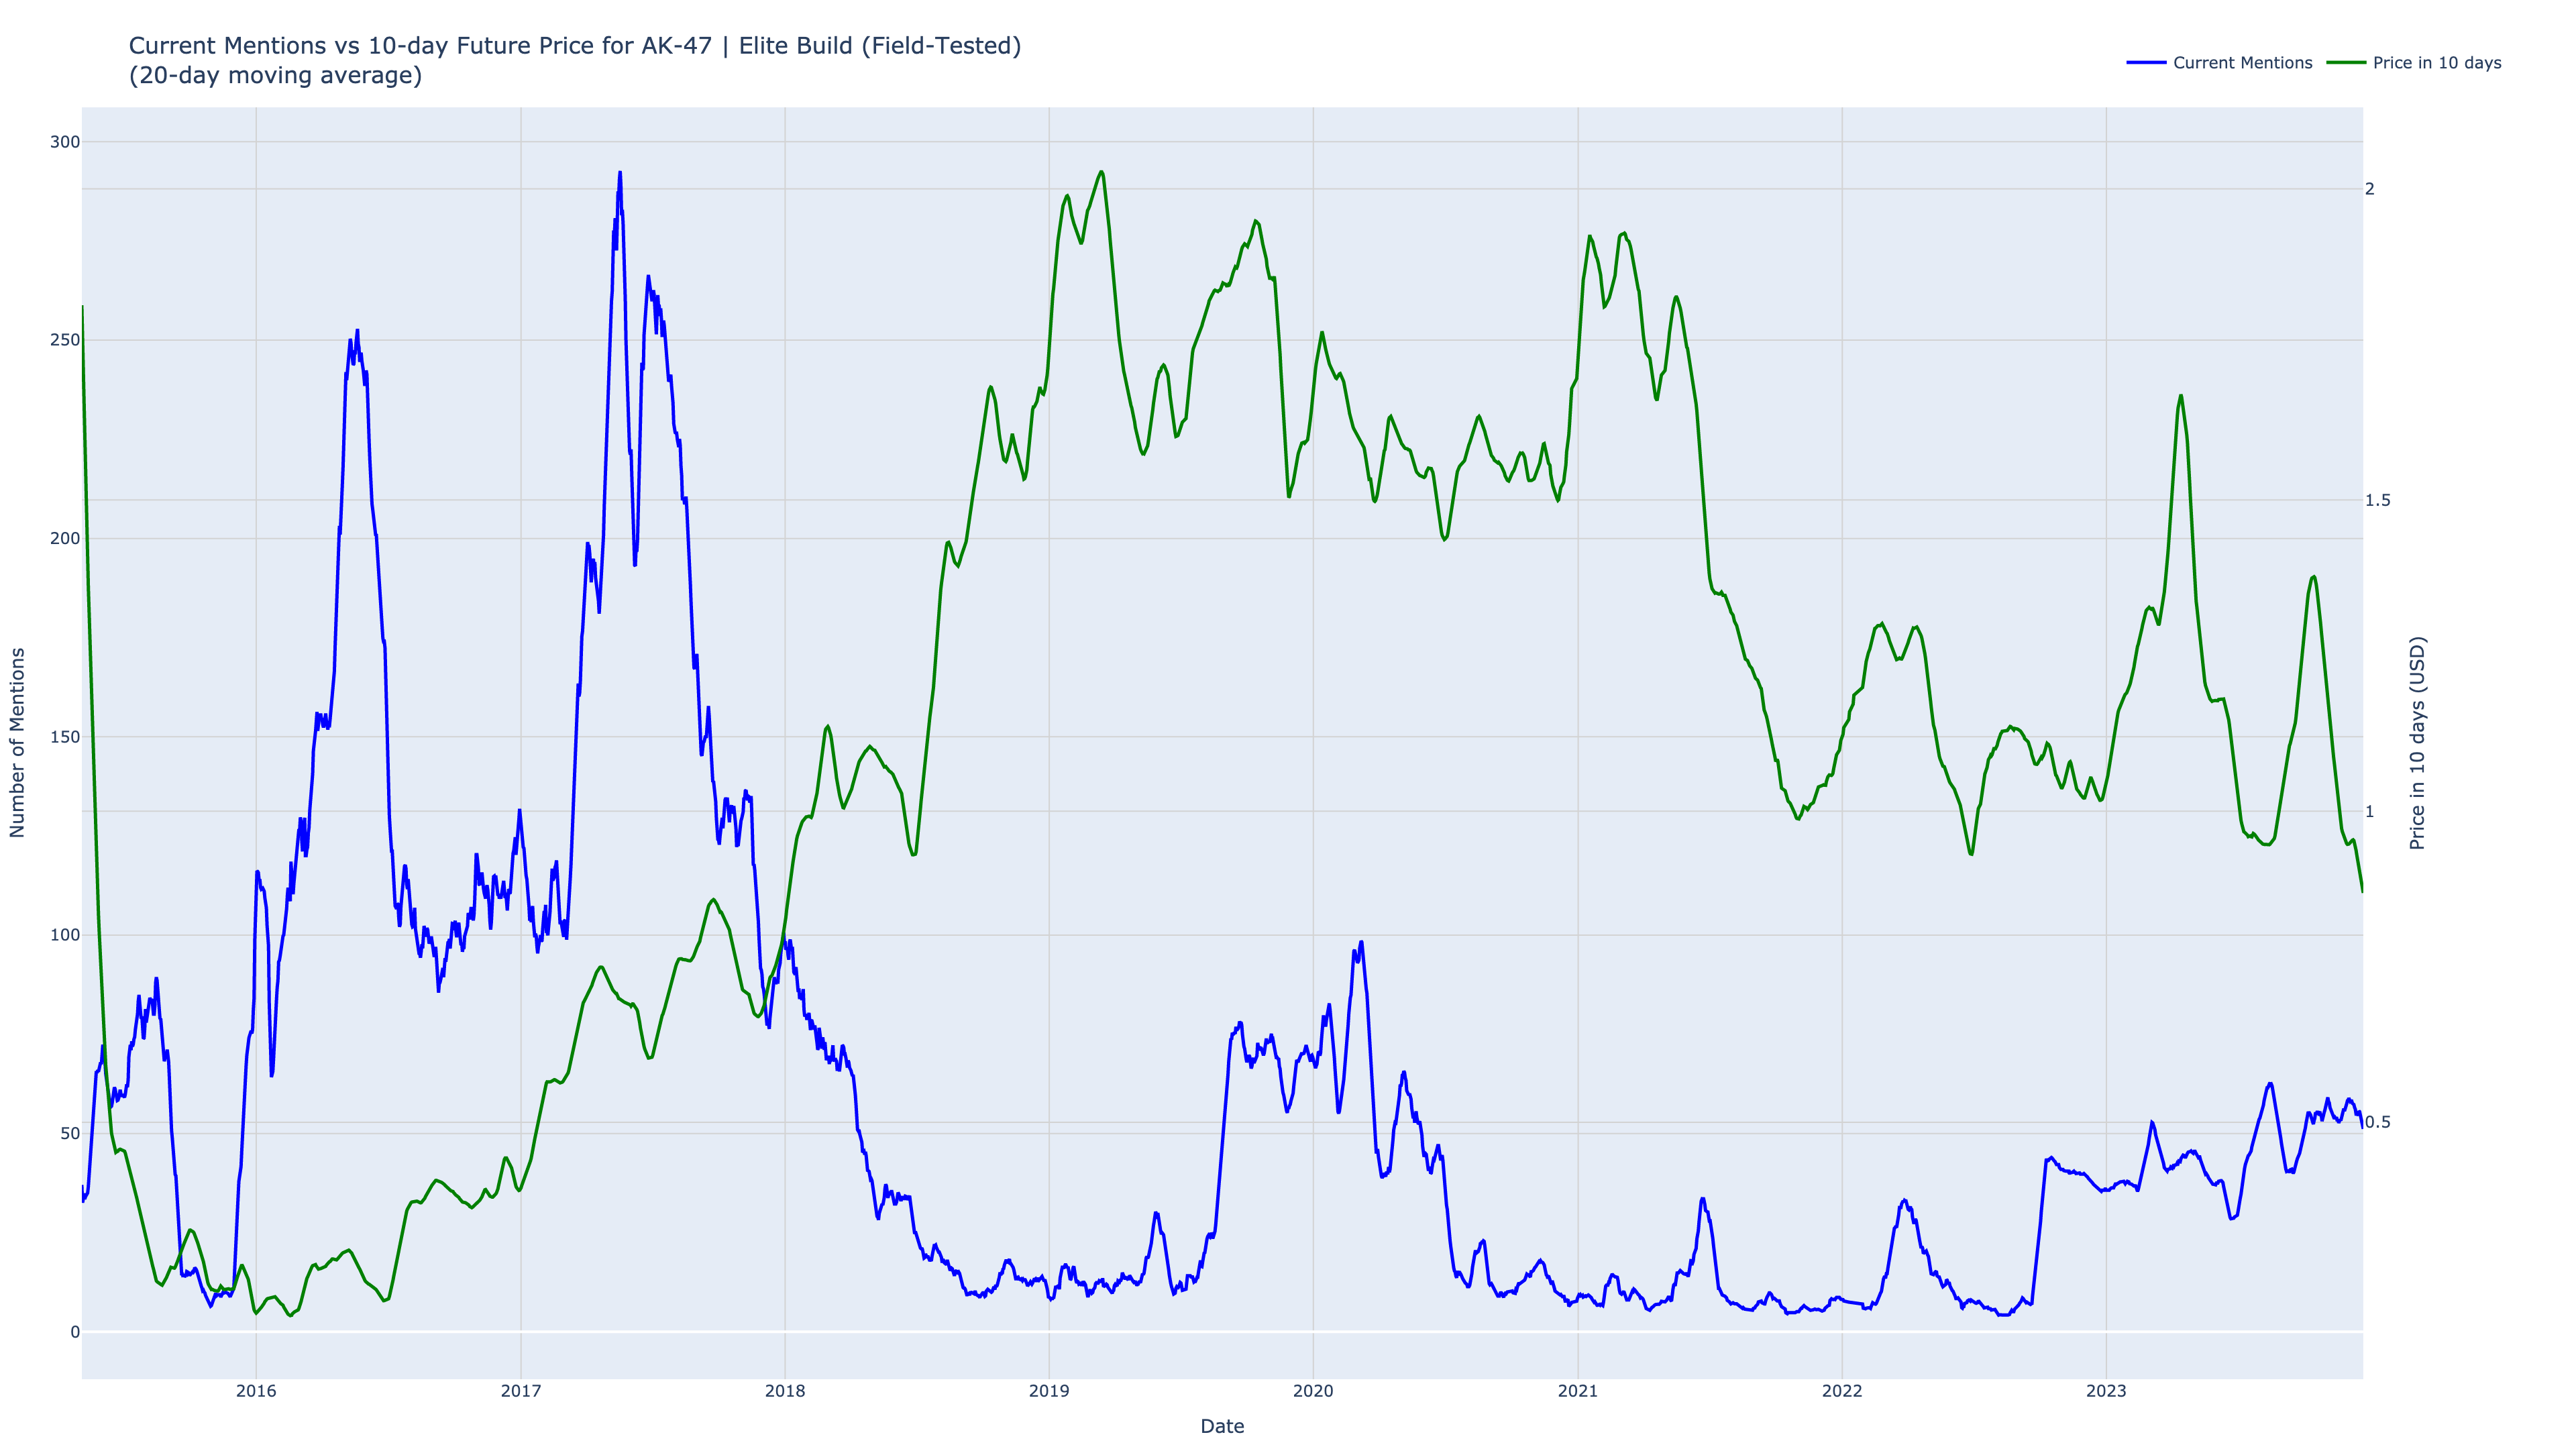 Current Mentions vs 10-day Future Price for AK-47 | Elite Build (Field-Tested)
(20-day moving average)
Current Mentions
Price in 10 days
Number of Mentions
300
250
200
150
100
50
0
2
1.5
1
0.5
Price in 10 days (USD)
2016
2017
2018
2019
2020
2021
2022
2023
Date